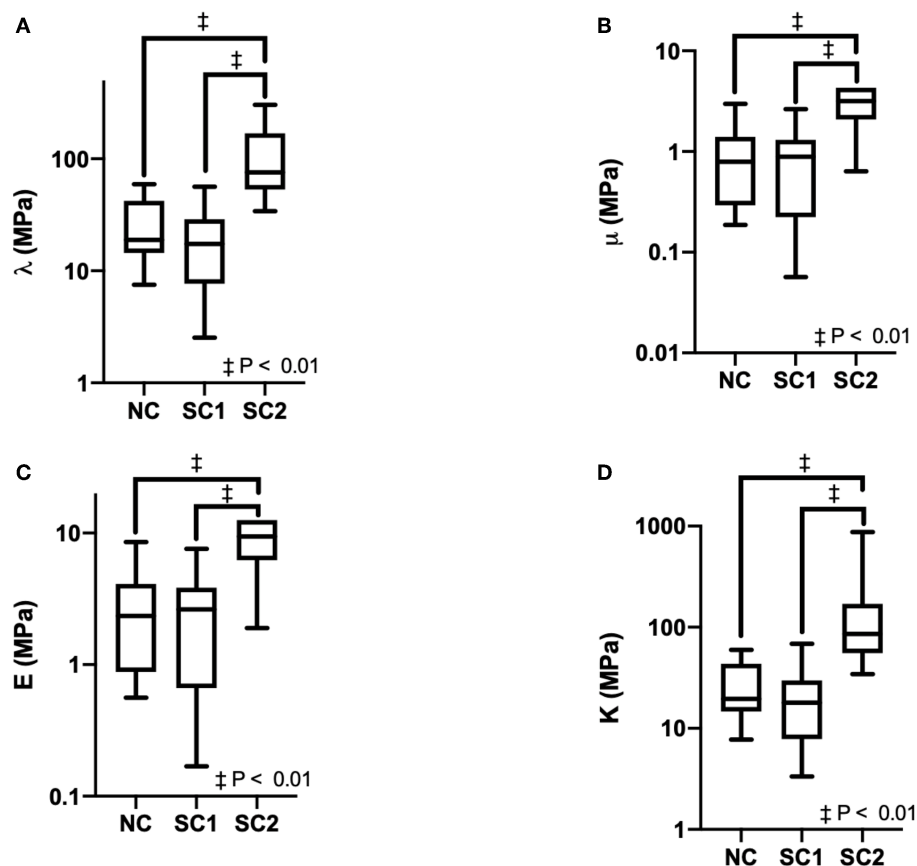 A
‡
‡
λ (MPa)
100
10
1
‡ P < 0.01
NC SC1 SC2
B
‡
‡
μ (MPa)
10
1
0.1
0.01
‡ P < 0.01
NC SC1 SC2
C
‡
‡
E (MPa)
10
1
0.1
‡ P < 0.01
NC SC1 SC2
D
‡
‡
K (MPa)
1000
100
10
1
‡ P < 0.01
NC SC1 SC2